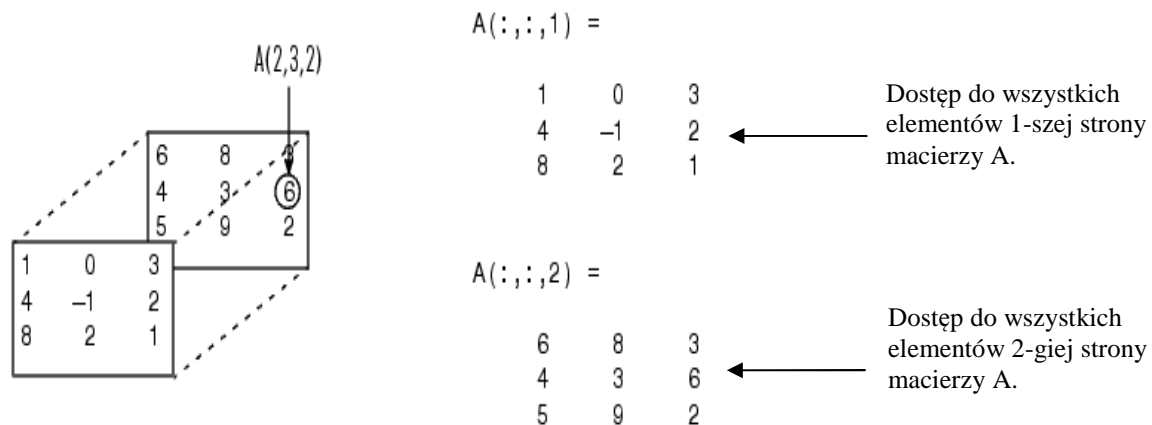 A(2,3,2)
6 8 3
4 3 6
5 9 2
1 0 3
4 –1 2
8 2 1
A(:,:,1) =
1 0 3
4 –1 2
8 2 1
Dostęp do wszystkich
elementów 1-szej strony
macierzy A.
A(:,:,2) =
6 8 3
4 3 6
5 9 2
Dostęp do wszystkich
elementów 2-giej strony
macierzy A.